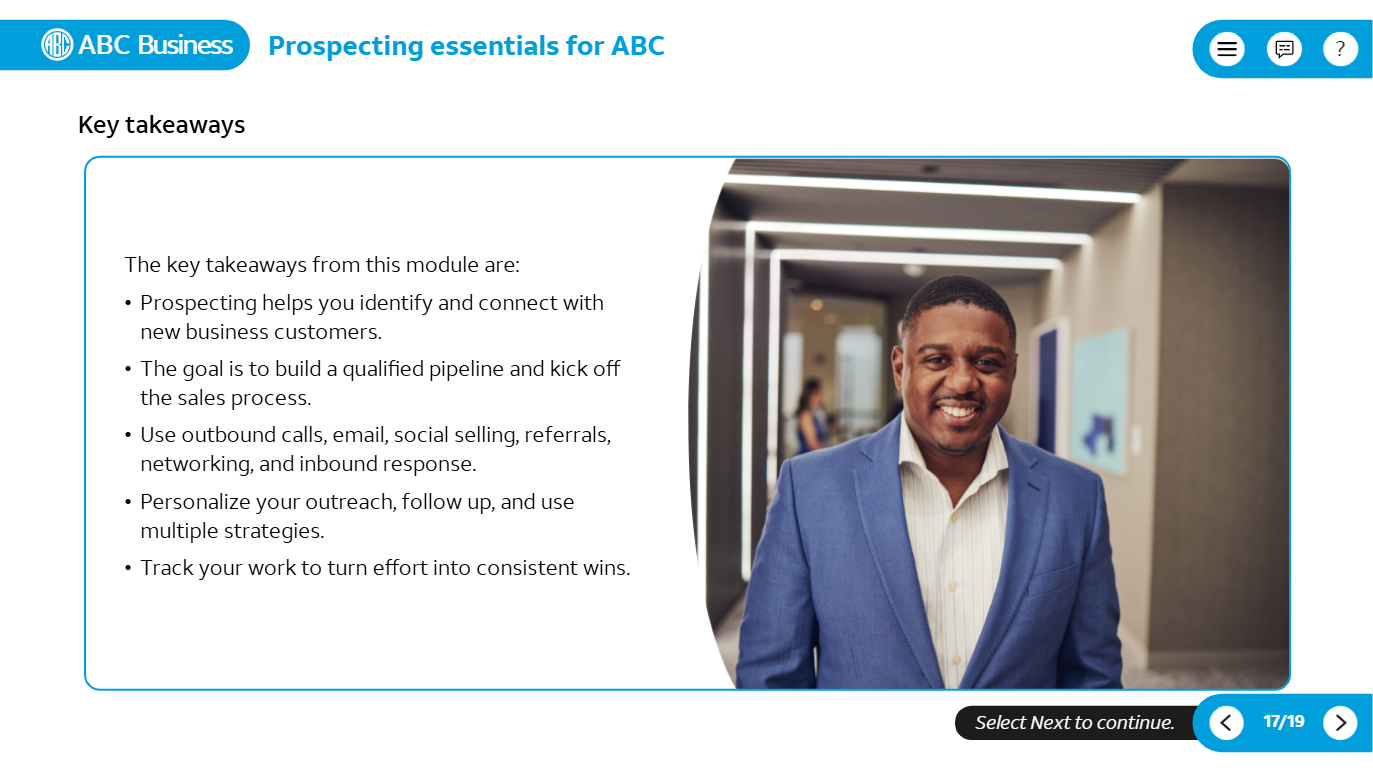 ABC ABC Business
Prospecting essentials for ABC
?
Key takeaways
The key takeaways from this module are:
• Prospecting helps you identify and connect with
new business customers.
• The goal is to build a qualified pipeline and kick off
the sales process.
• Use outbound calls, email, social selling, referrals,
networking, and inbound response.
• Personalize your outreach, follow up, and use
multiple strategies.
• Track your work to turn effort into consistent wins.
Select Next to continue.
17/19